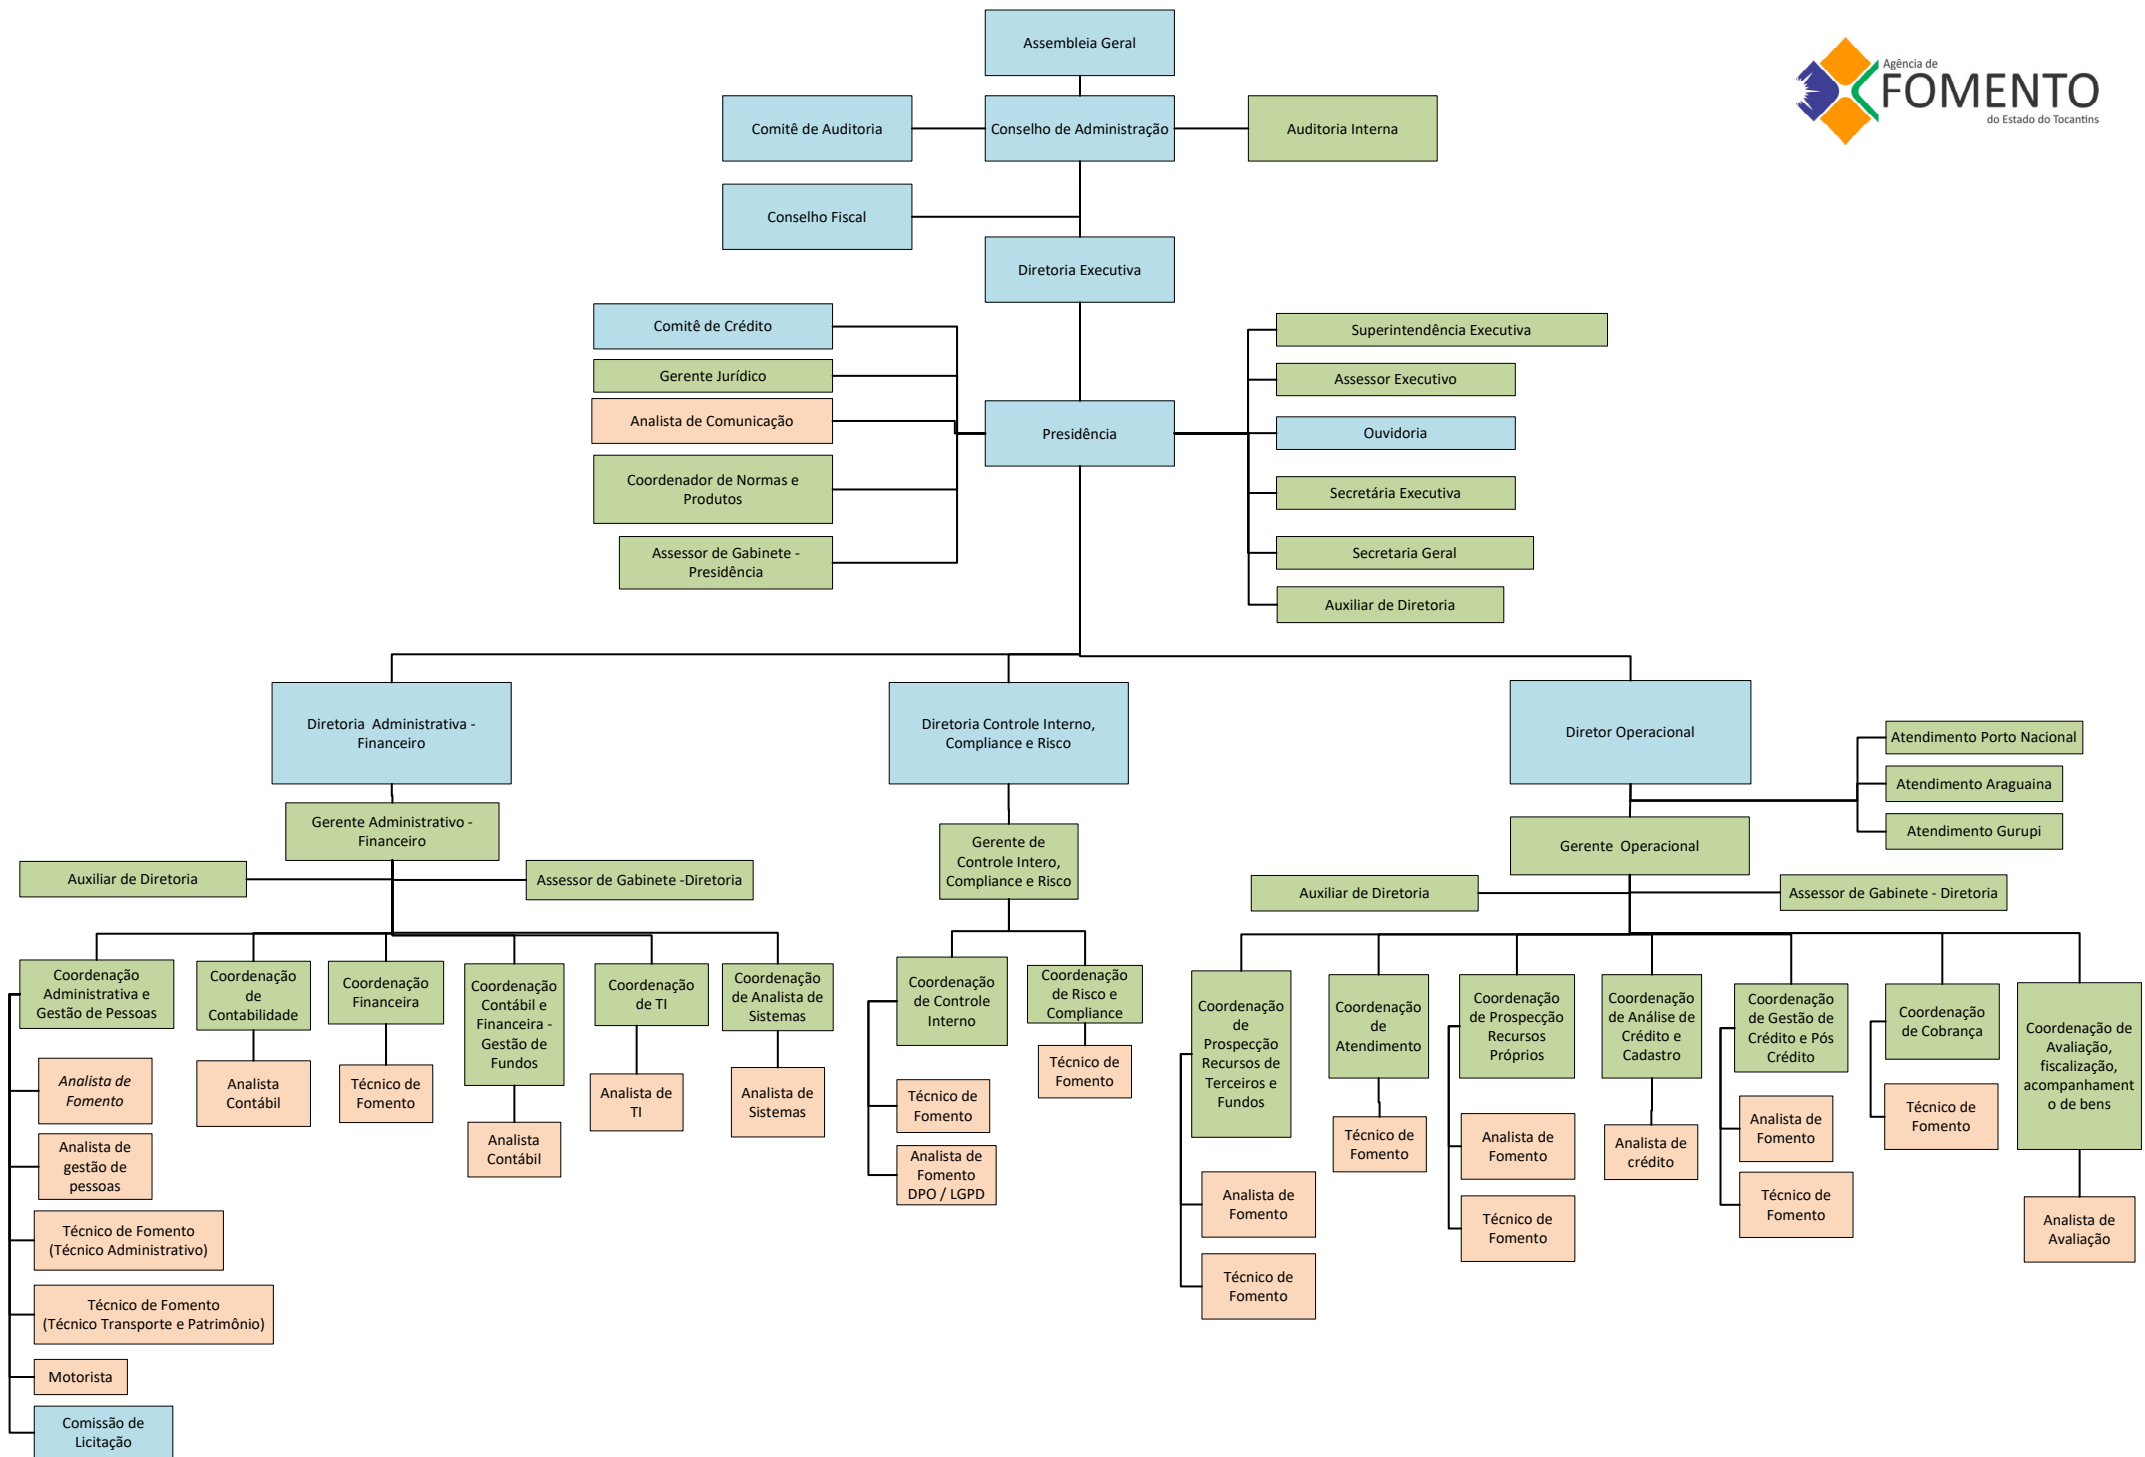 Assembleia Geral
Agência de
FOMENTO
do Estado do Tocantins
Comitê de Auditoria
Conselho de Administração
Auditoria Interna
Conselho Fiscal
Diretoria Executiva
Comitê de Crédito
Gerente Jurídico
Analista de Comunicação
Coordenador de Normas e
Produtos
Assessor de Gabinete -
Presidência
Presidência
Superintendência Executiva
Assessor Executivo
Ouvidoria
Secretária Executiva
Secretaria Geral
Auxiliar de Diretoria
Diretoria  Administrativa -
Financeiro
Diretoria Controle Interno,
Compliance e Risco
Diretor Operacional
Atendimento Porto Nacional
Atendimento Araguaina
Atendimento Gurupi
Gerente Administrativo -
Financeiro
Auxiliar de Diretoria
Assessor de Gabinete -Diretoria
Gerente de
Controle Intero,
Compliance e Risco
Gerente  Operacional
Auxiliar de Diretoria
Assessor de Gabinete - Diretoria
Coordenação
Administrativa e
Gestão de Pessoas
Coordenação
de
Contabilidade
Coordenação
Financeira
Coordenação
Contábil e
Financeira -
Gestão de
Fundos
Coordenação
de TI
Coordenação
de Analista de
Sistemas
Coordenação
de Controle
Interno
Coordenação
de Risco e
Compliance
Coordenação
de
Prospecção
Recursos de
Terceiros e
Fundos
Coordenação
de
Atendimento
Coordenação
de Prospecção
Recursos
Próprios
Coordenação
de Análise de
Crédito e
Cadastro
Coordenação
de Gestão de
Crédito e Pós
Crédito
Coordenação
de Cobrança
Coordenação de
Avaliação,
fiscalização,
acompanhament
o de bens
Analista de
Fomento
Analista de
gestão de
pessoas
Técnico de Fomento
(Técnico Administrativo)
Técnico de Fomento
(Técnico Transporte e Patrimônio)
Motorista
Comissão de
Licitação
Analista
Contábil
Técnico de
Fomento
Analista
Contábil
Analista de
TI
Analista de
Sistemas
Técnico de
Fomento
Analista de
Fomento
DPO / LGPD
Técnico de
Fomento
Analista de
Fomento
Técnico de
Fomento
Técnico de
Fomento
Analista de
Fomento
Técnico de
Fomento
Analista de
crédito
Analista de
Fomento
Técnico de
Fomento
Técnico de
Fomento
Analista de
Avaliação